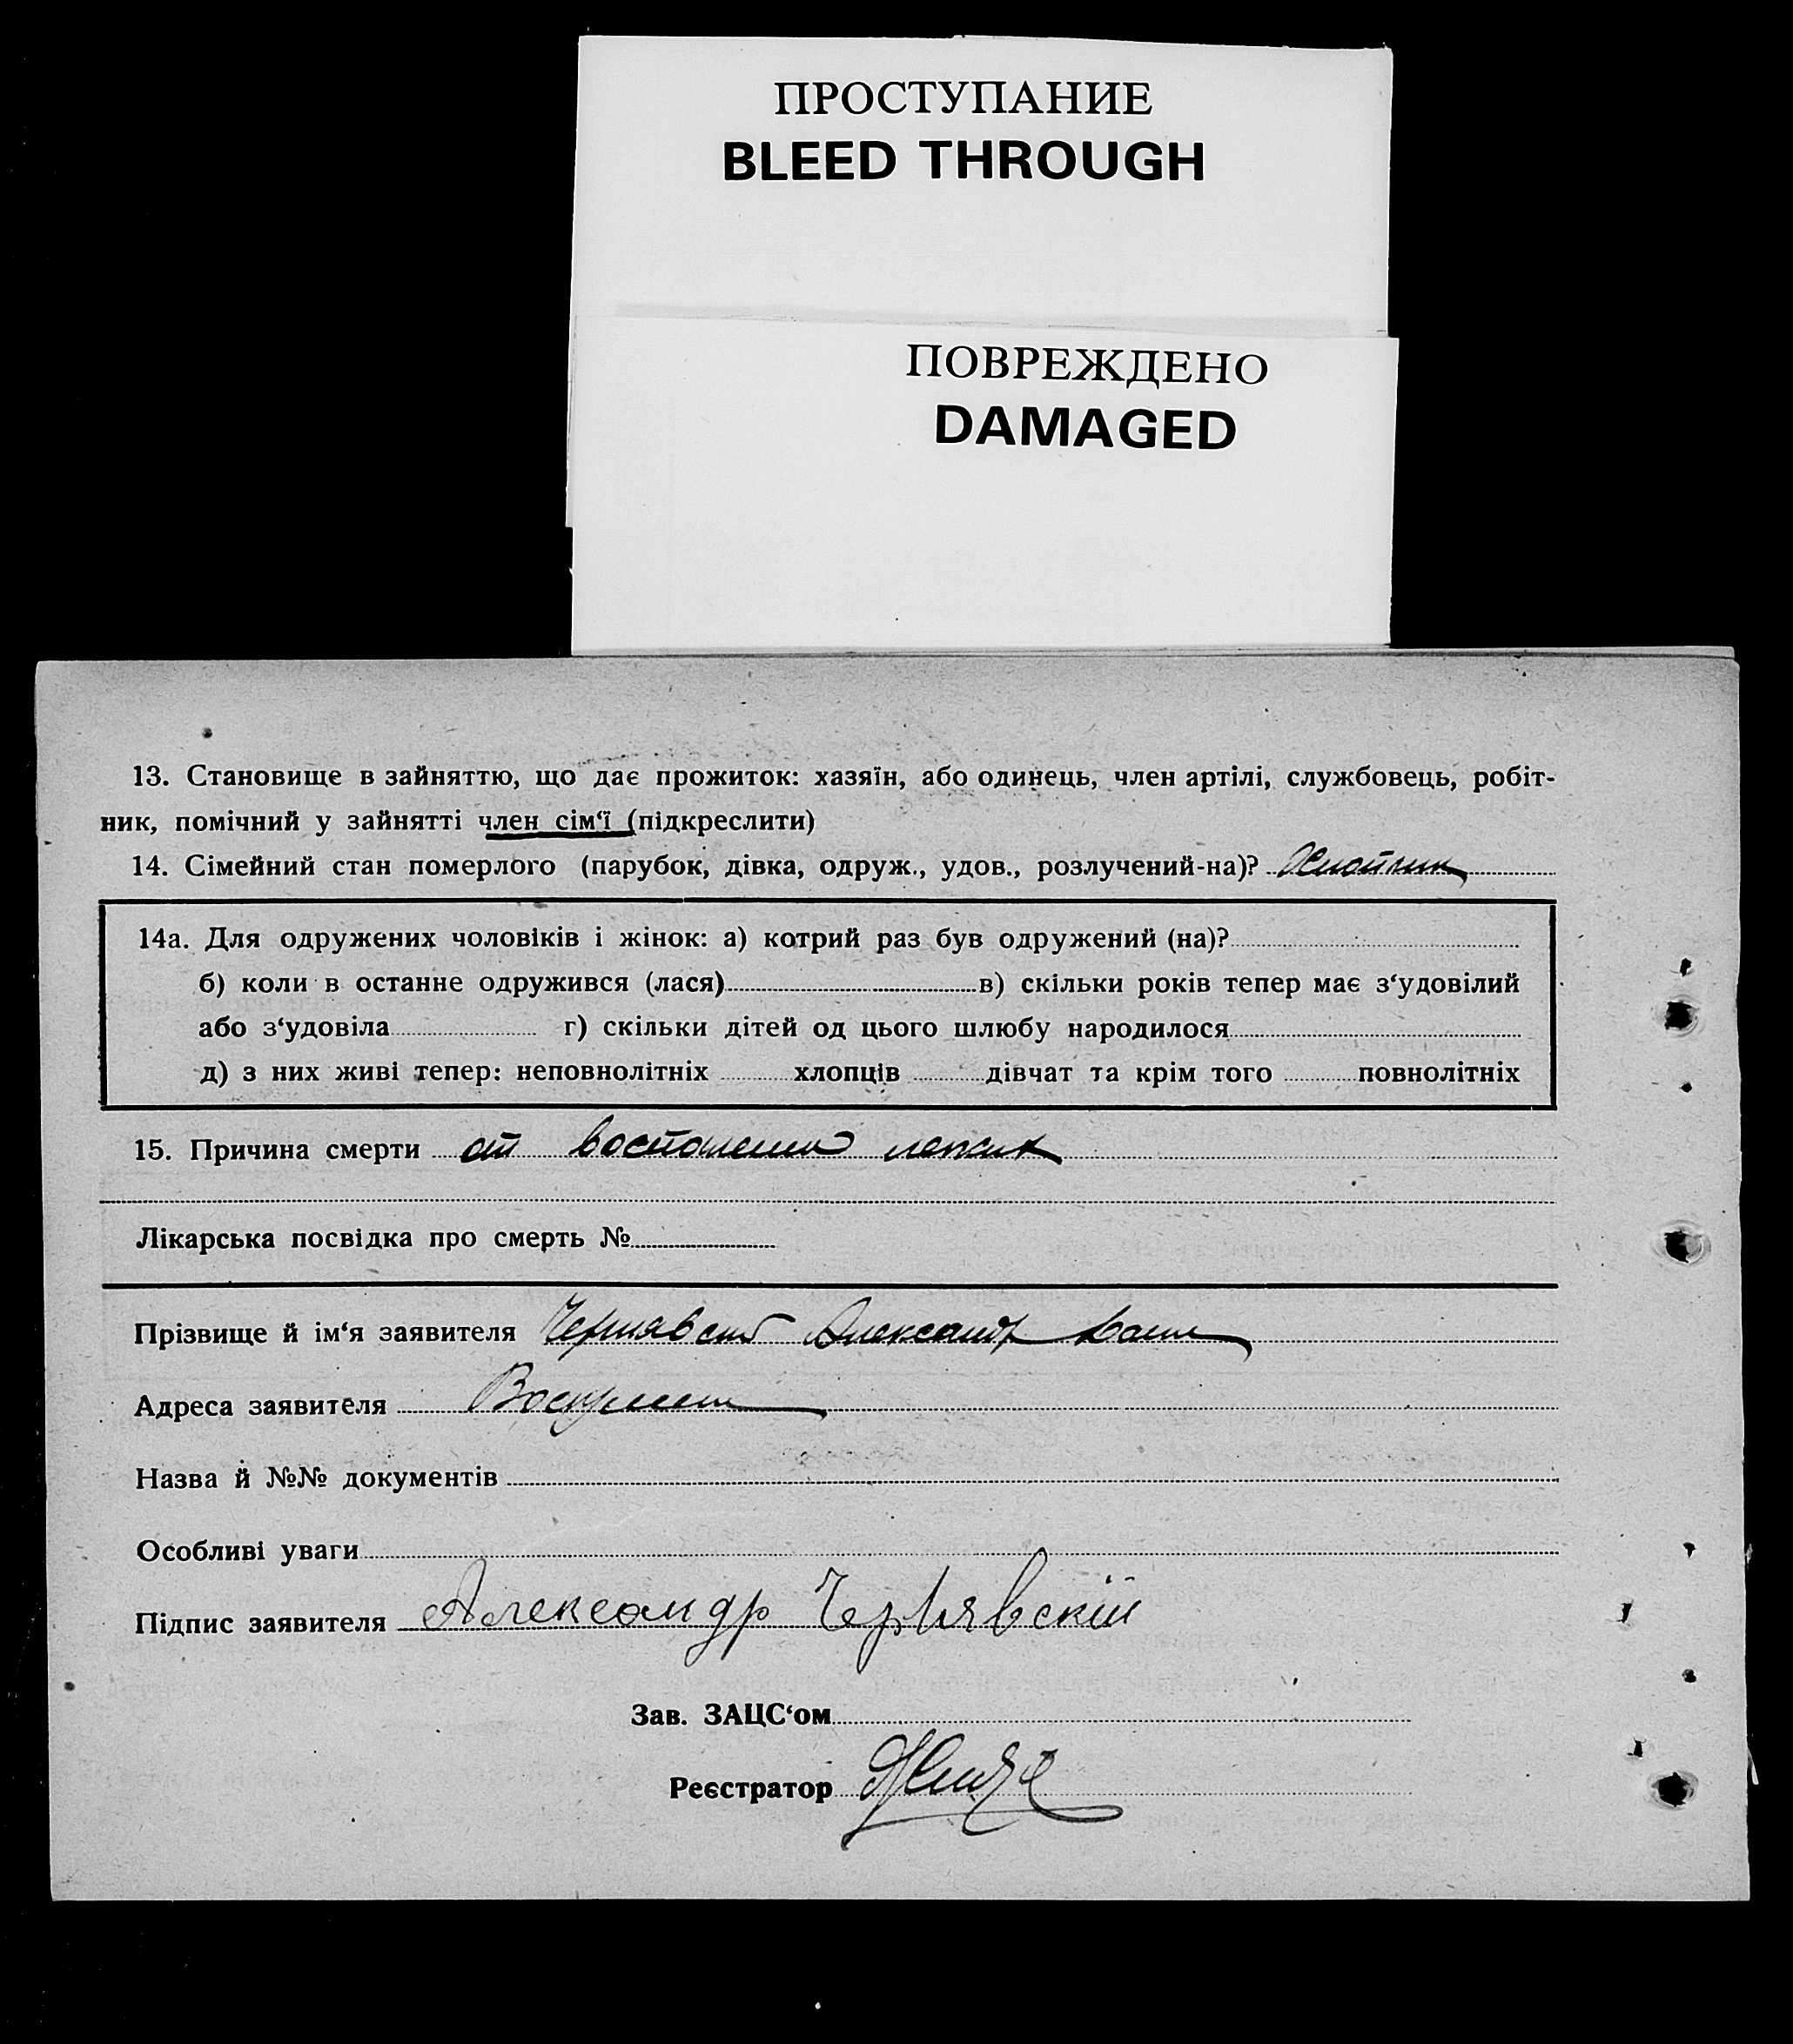 ПРОСТУПАНИЕ
BLEED THROUGH
ПОВРЕЖДЕНО
DAMAGED
13. Становище в зайняттю, що дає прожиток: хазяїн, або одинець, член артілі, службовець, робіт-
ник, помічний у зайнятті член сім‘ї (підкреслити)
14. Сімейний стан померлого (парубок, дівка, одруж., удов., розлучений-на)?
14а. Для одружених чоловіків і жінок: а) котрий раз був одружений (на)?
б) коли в останне одружився (лася) в) скільки років тепер має з‘удовілий
або з‘удовіла г) скільки дітей од цього шлюбу народилося
д) з них живі тепер: неповнолітніх хлопців дівчат та крім того повнолітніх
15. Причина смерти от
Лікарська посвідка про смерть №
Прізвище й ім‘я заявителя Александр
Адреса заявителя
Назва й №№ документів
Особливі уваги
Підпис заявителя Александр Чернявскій
Зав. ЗАЦС‘ом
Реєстратор